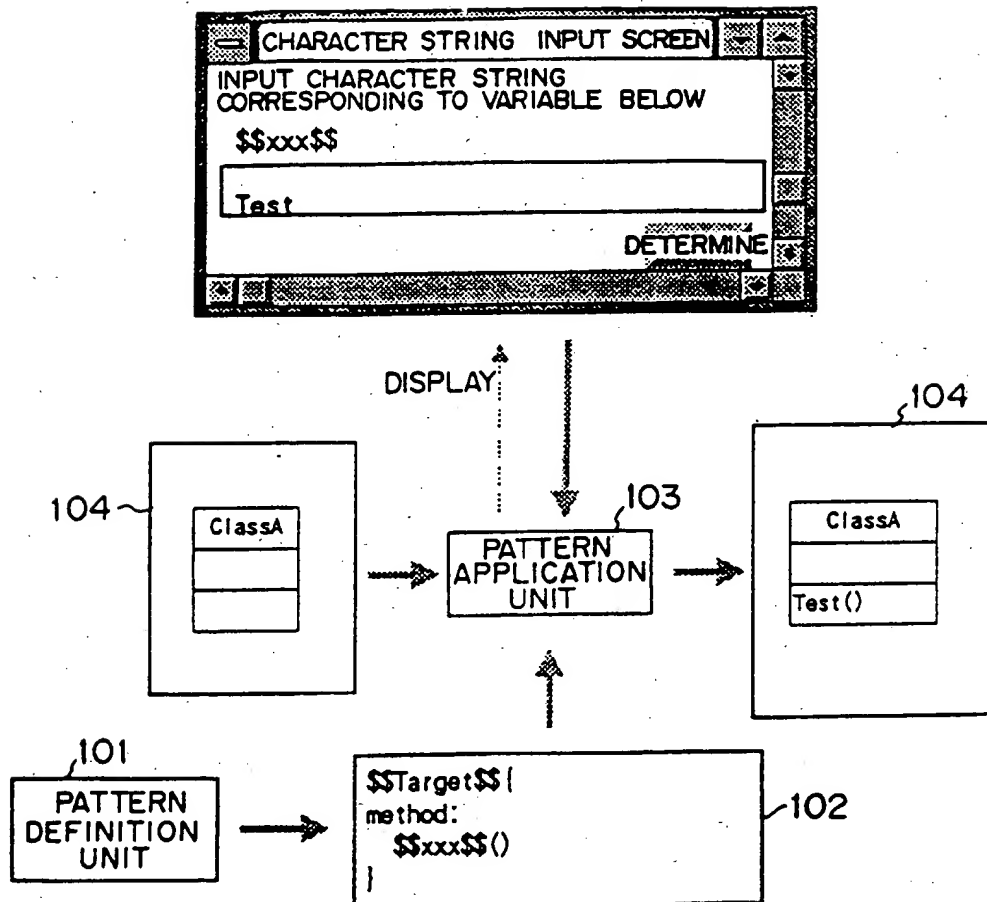 CHARACTER STRING INPUT SCREEN
INPUT CHARACTER STRING
CORRESPONDING TO VARIABLE BELOW
$$xxx$$
Test
DETERMINE
DISPLAY
104
ClassA
103
PATTERN
APPLICATION
UNIT
104
ClassA
Test()
101
PATTERN
DEFINITION
UNIT
$$Target$${
method:
$$xxx$$()
}
102